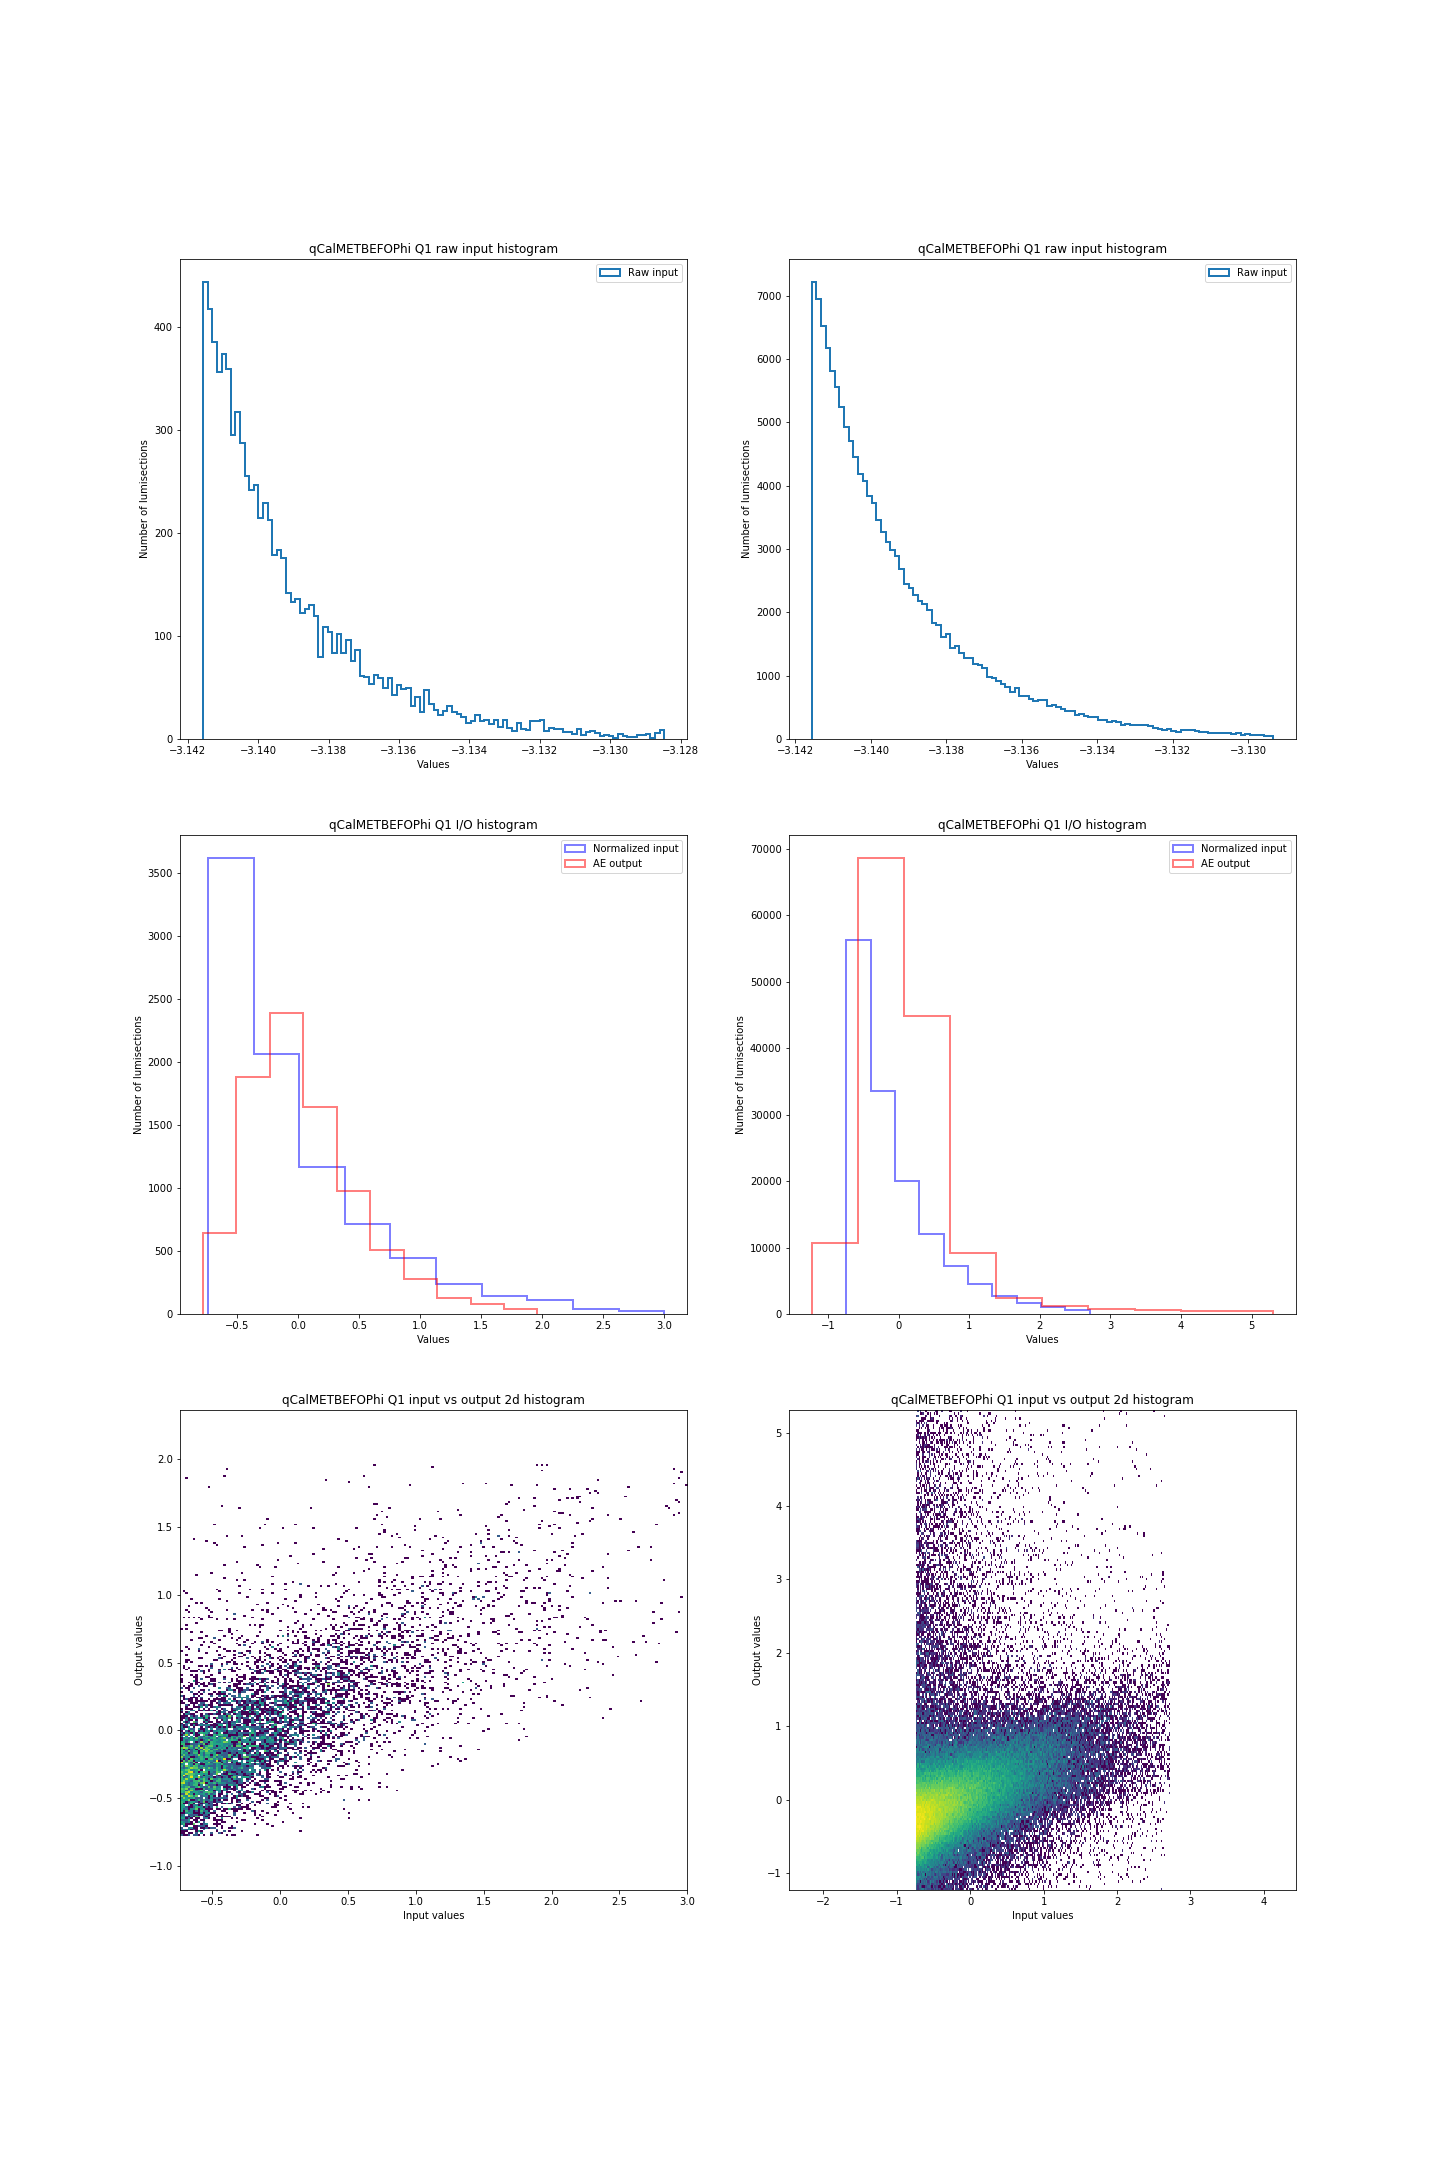 qCalMETBEFOPhi Q1 raw input histogram
Raw input
400
300
200
100
0
Number of lumisections
−3.142 −3.140 −3.138 −3.136 −3.134 −3.132 −3.130 −3.128
Values
qCalMETBEFOPhi Q1 raw input histogram
Raw input
7000
6000
5000
4000
3000
2000
1000
0
Number of lumisections
−3.142 −3.140 −3.138 −3.136 −3.134 −3.132 −3.130
Values
qCalMETBEFOPhi Q1 I/O histogram
Normalized input
AE output
3500
3000
2500
2000
1500
1000
500
0
Number of lumisections
−0.5 0.0 0.5 1.0 1.5 2.0 2.5 3.0
Values
qCalMETBEFOPhi Q1 I/O histogram
Normalized input
AE output
70000
60000
50000
40000
30000
20000
10000
0
Number of lumisections
−1 0 1 2 3 4 5
Values
qCalMETBEFOPhi Q1 input vs output 2d histogram
2.0
1.5
1.0
0.5
0.0
−0.5
−1.0
Output values
−0.5 0.0 0.5 1.0 1.5 2.0 2.5 3.0
Input values
qCalMETBEFOPhi Q1 input vs output 2d histogram
5
4
3
2
1
0
−1
Output values
−2 −1 0 1 2 3 4
Input values